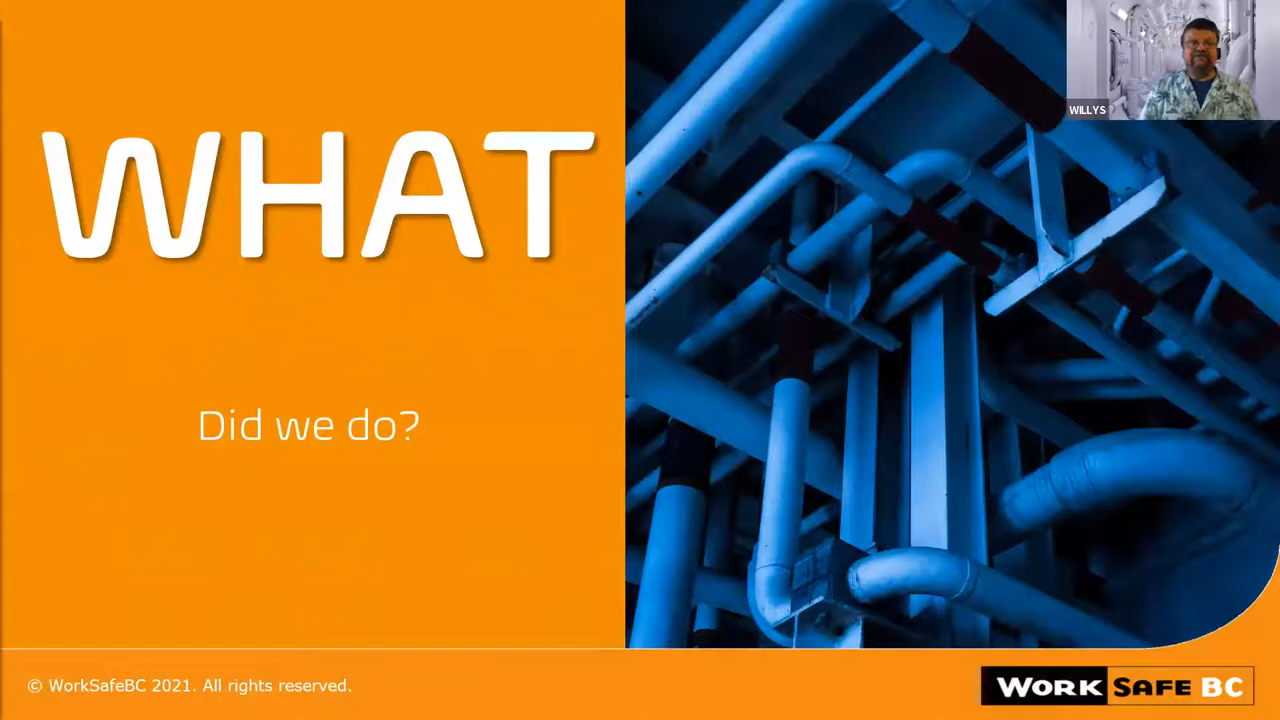 WILLYS
WHAT
Did we do?
© WorkSafeBC 2021. All rights reserved.
WORK SAFE BC